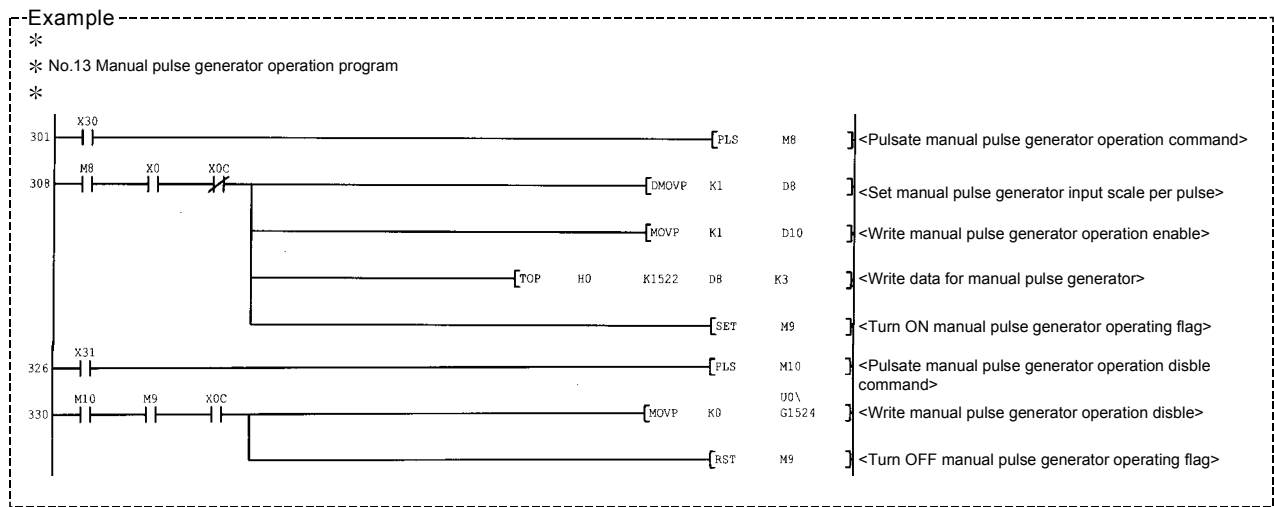 Example
*
* No.13 Manual pulse generator operation program
*
X30
301 [PLS M8] <Pulsate manual pulse generator operation command>
M8 X0 X0C
308 [DMOVP K1 D8] <Set manual pulse generator input scale per pulse>
[MOVP K1 D10] <Write manual pulse generator operation enable>
[TOP H0 K1522 D8 K3] <Write data for manual pulse generator>
[SET M9] <Turn ON manual pulse generator operating flag>
X31
326 [PLS M10] <Pulsate manual pulse generator operation disble
command>
M10 M9 X0C U0\
330 [MOVP K0 G1524] <Write manual pulse generator operation disble>
[RST M9] <Turn OFF manual pulse generator operating flag>